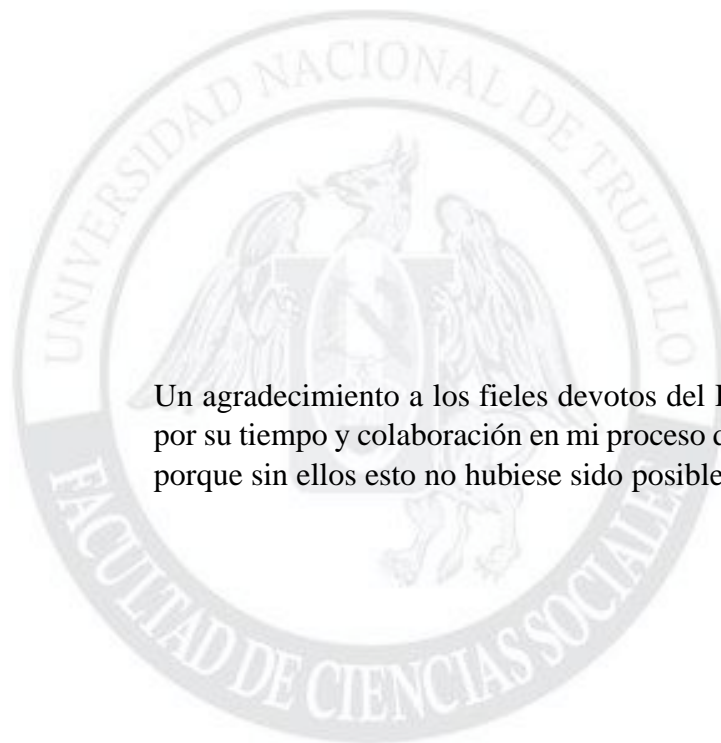 UNIVERSIDAD NACIONAL DE TRUJILLO
Un agradecimiento a los fieles devotos del
por su tiempo y colaboración en mi proceso
porque sin ellos esto no hubiese sido posible
FACULTAD DE CIENCIAS SOCIALES